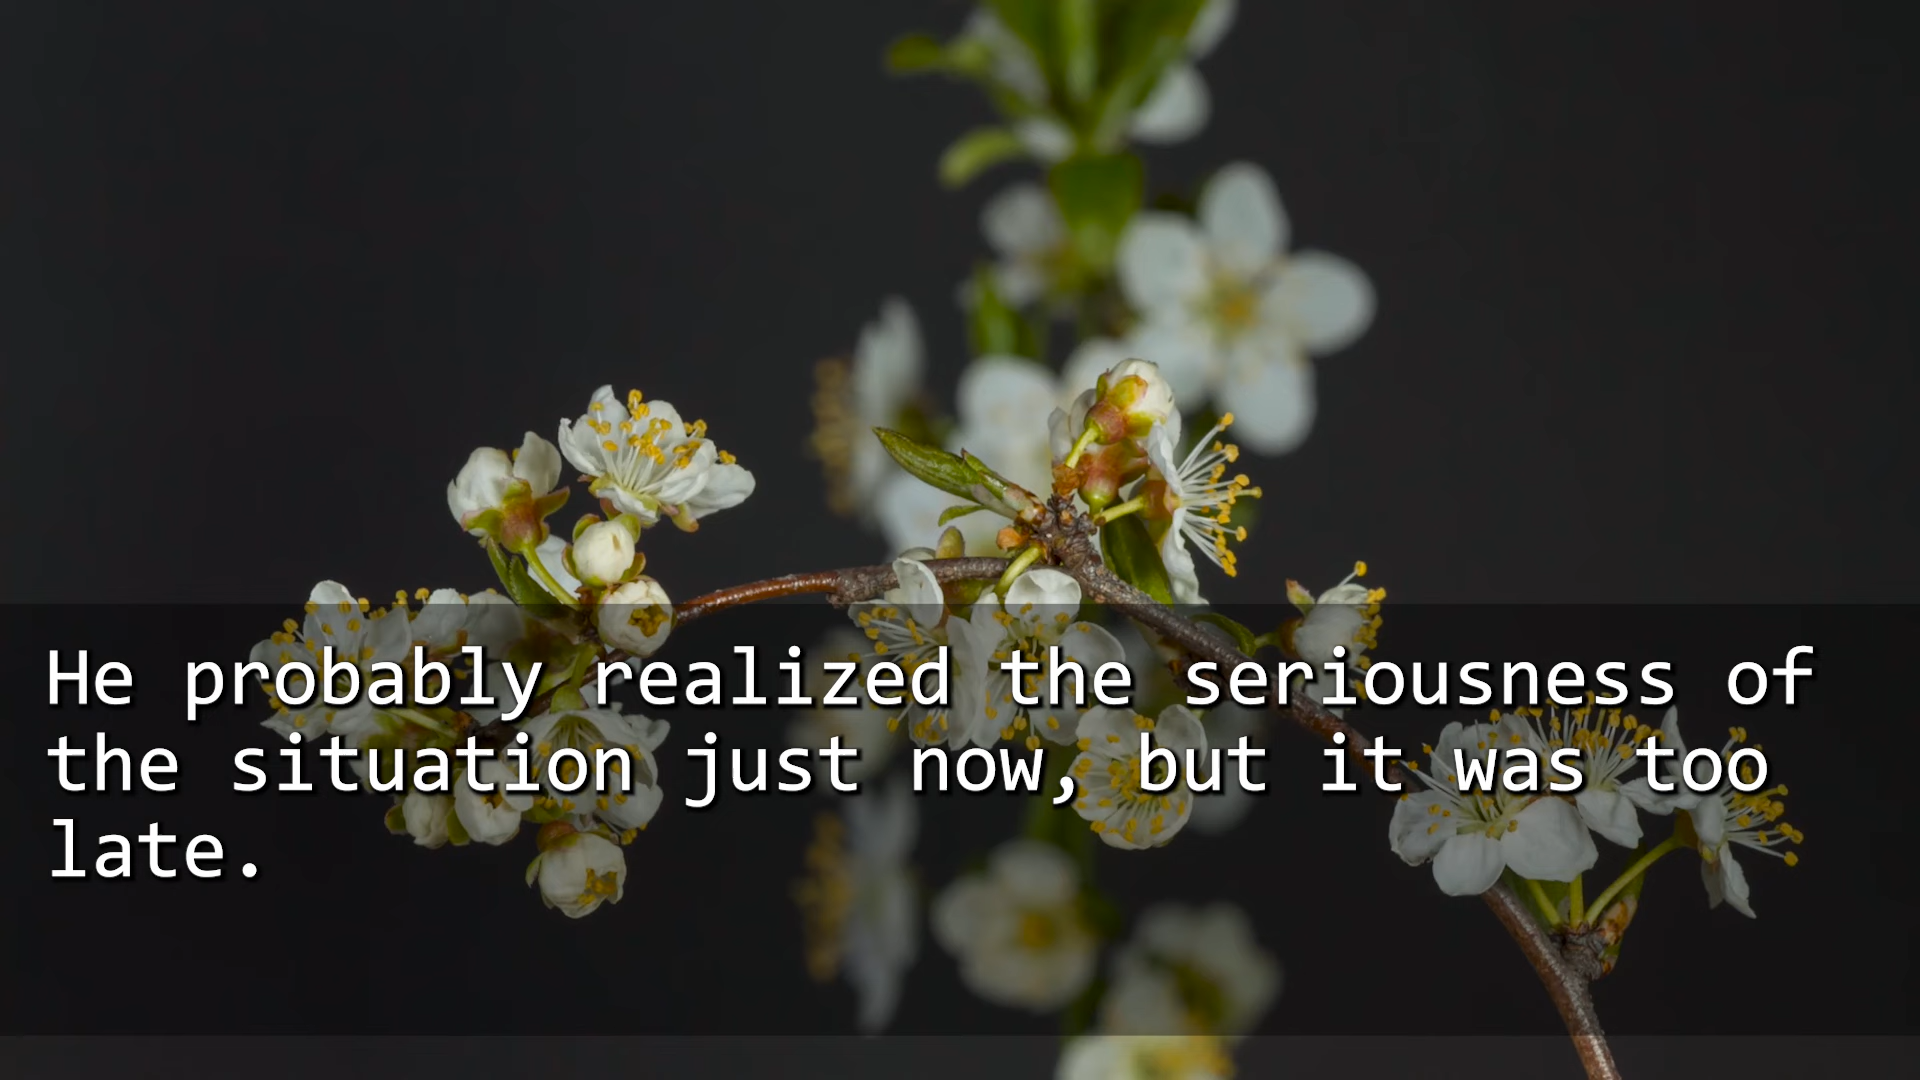 He probably realized the seriousness of
the situation just now, but it was too
late.